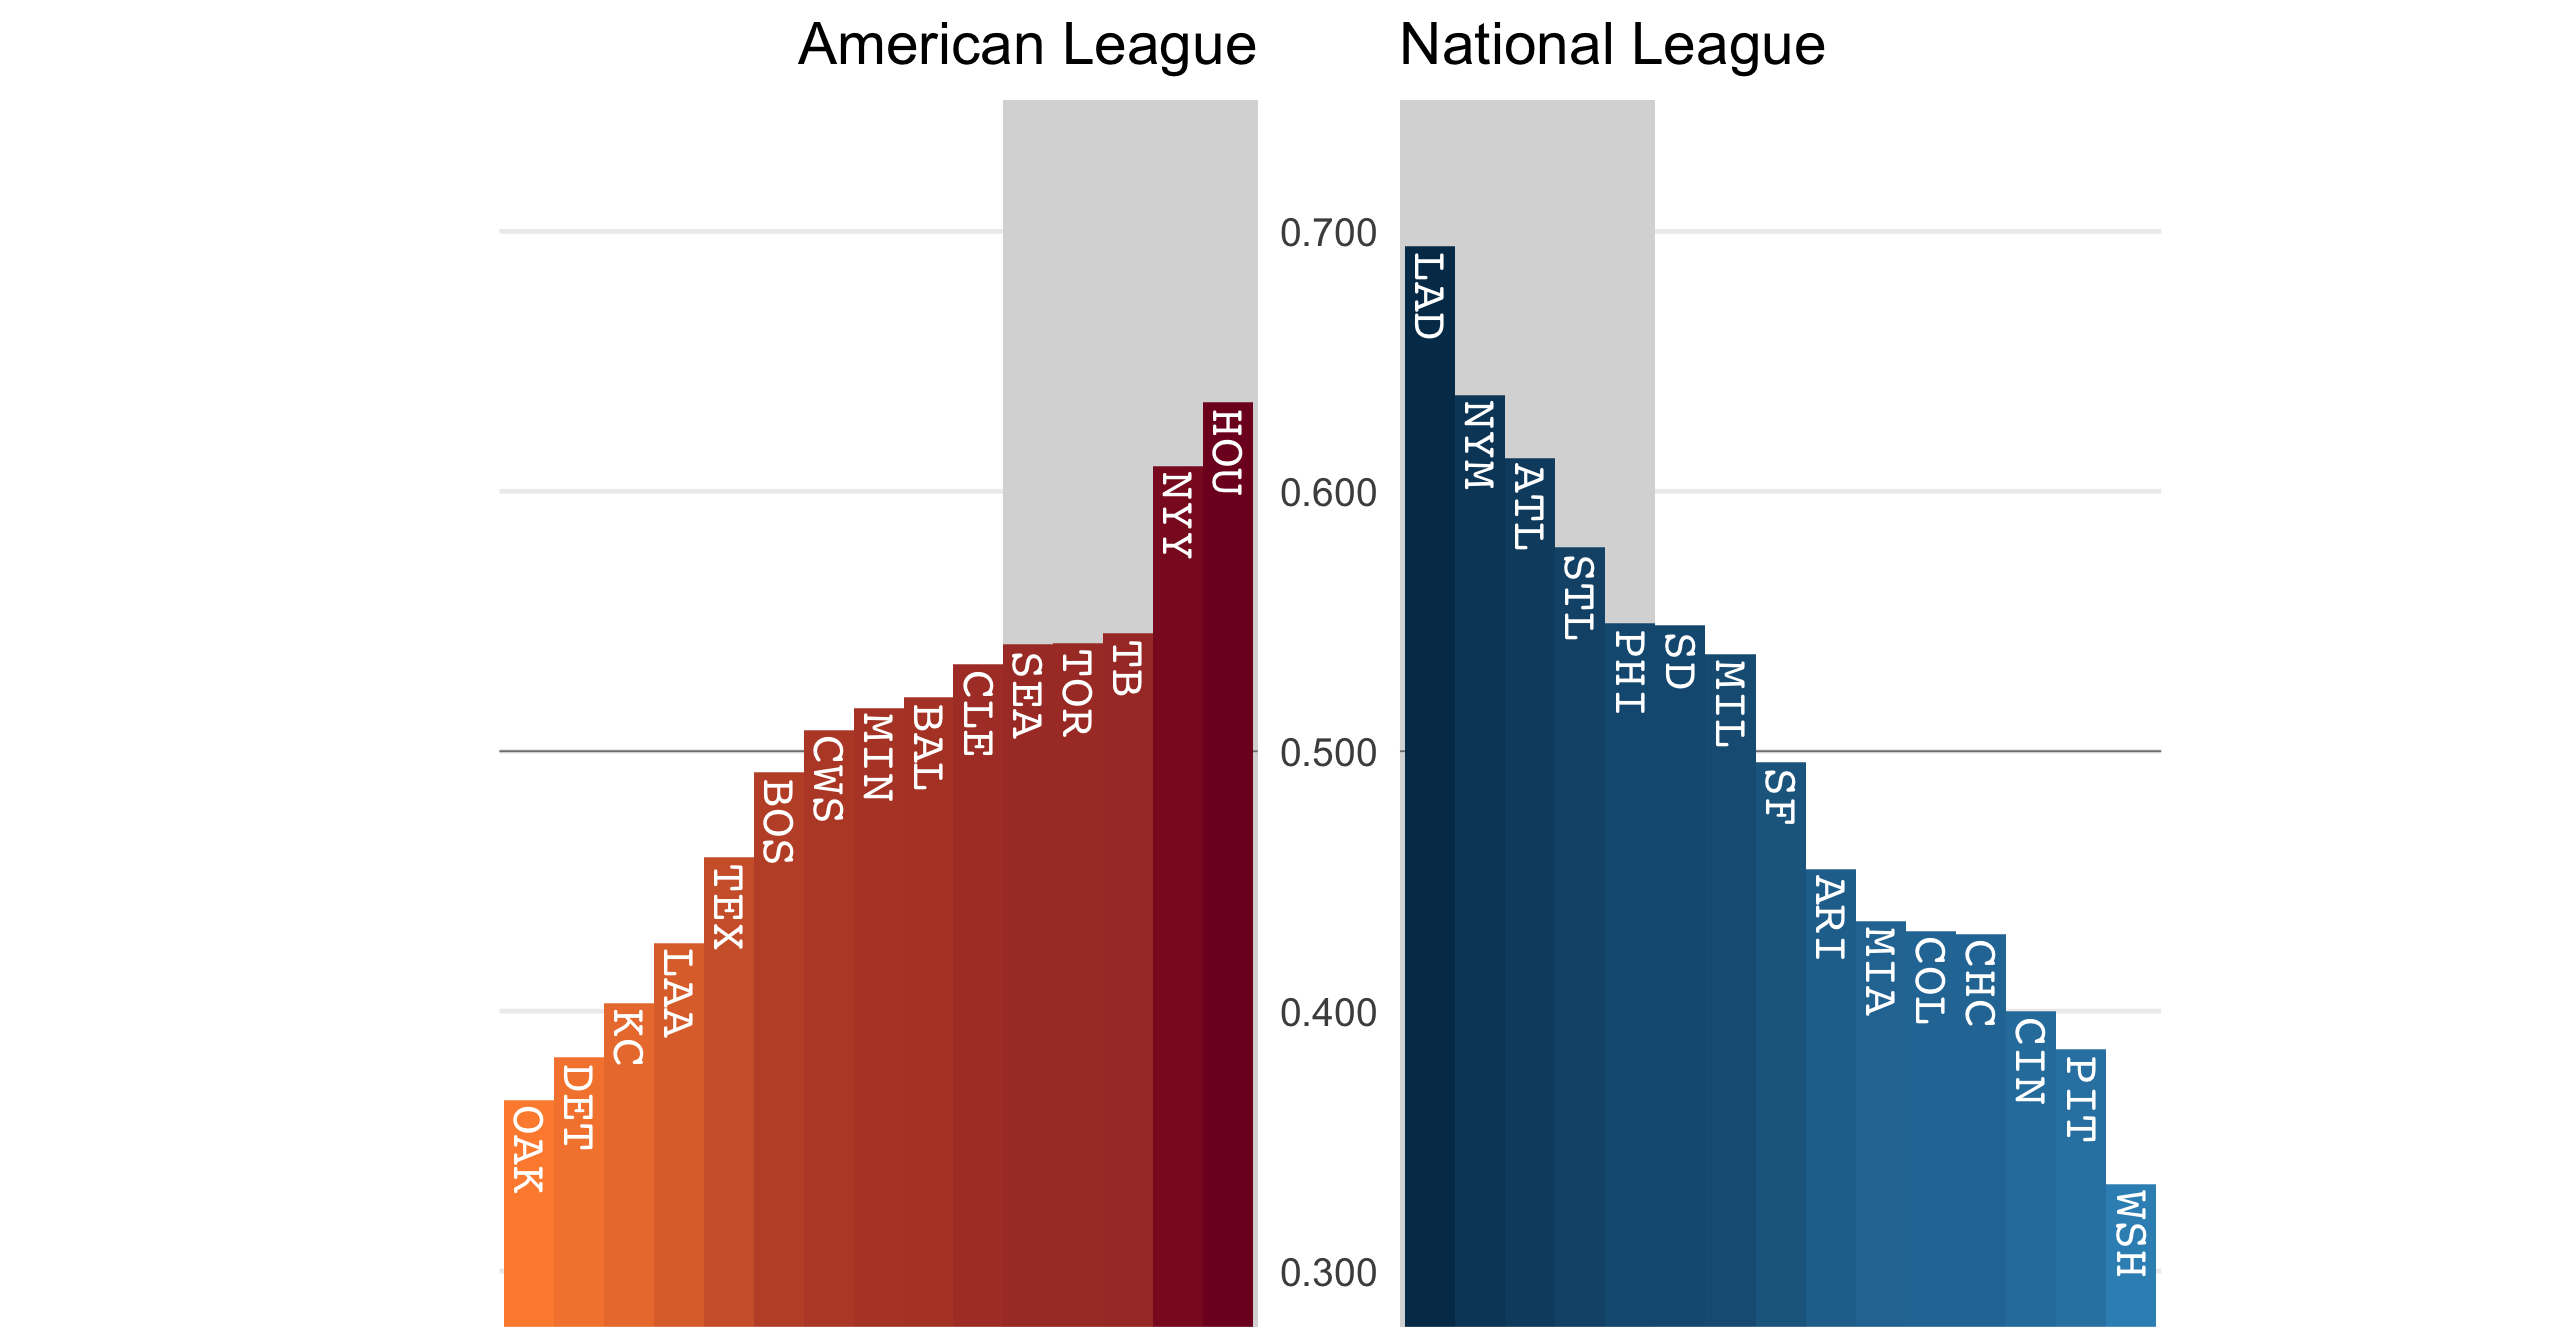 American League
National League
0.700
0.600
0.500
0.400
0.300
OAK
DET
KC
LAA
TEX
BOS
CWS
MIN
BAL
CLE
SEA
TOR
TB
NYY
HOU
LAD
NYM
ATL
STL
PHI
SD
MIL
SF
ARI
MIA
COL
CHC
CIN
PIT
WSH